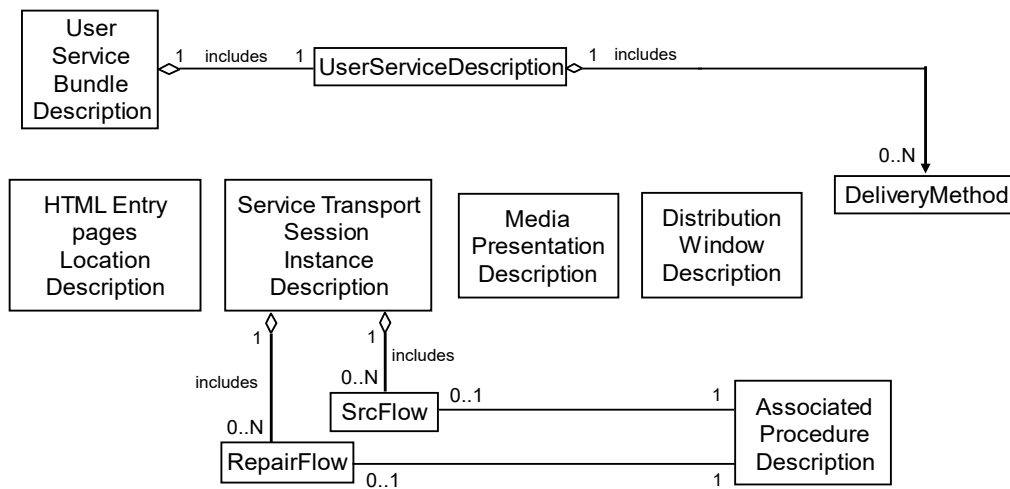 User
Service
Bundle
Description
1 includes 1
UserServiceDescription
1 includes
0..N
DeliveryMethod
HTML Entry
pages
Location
Description
Service Transport
Session
Instance
Description
Media
Presentation
Description
Distribution
Window
Description
1
includes
0..N
RepairFlow
1
includes
0..N
SrcFlow
0..1 1
0..1 1
Associated
Procedure
Description